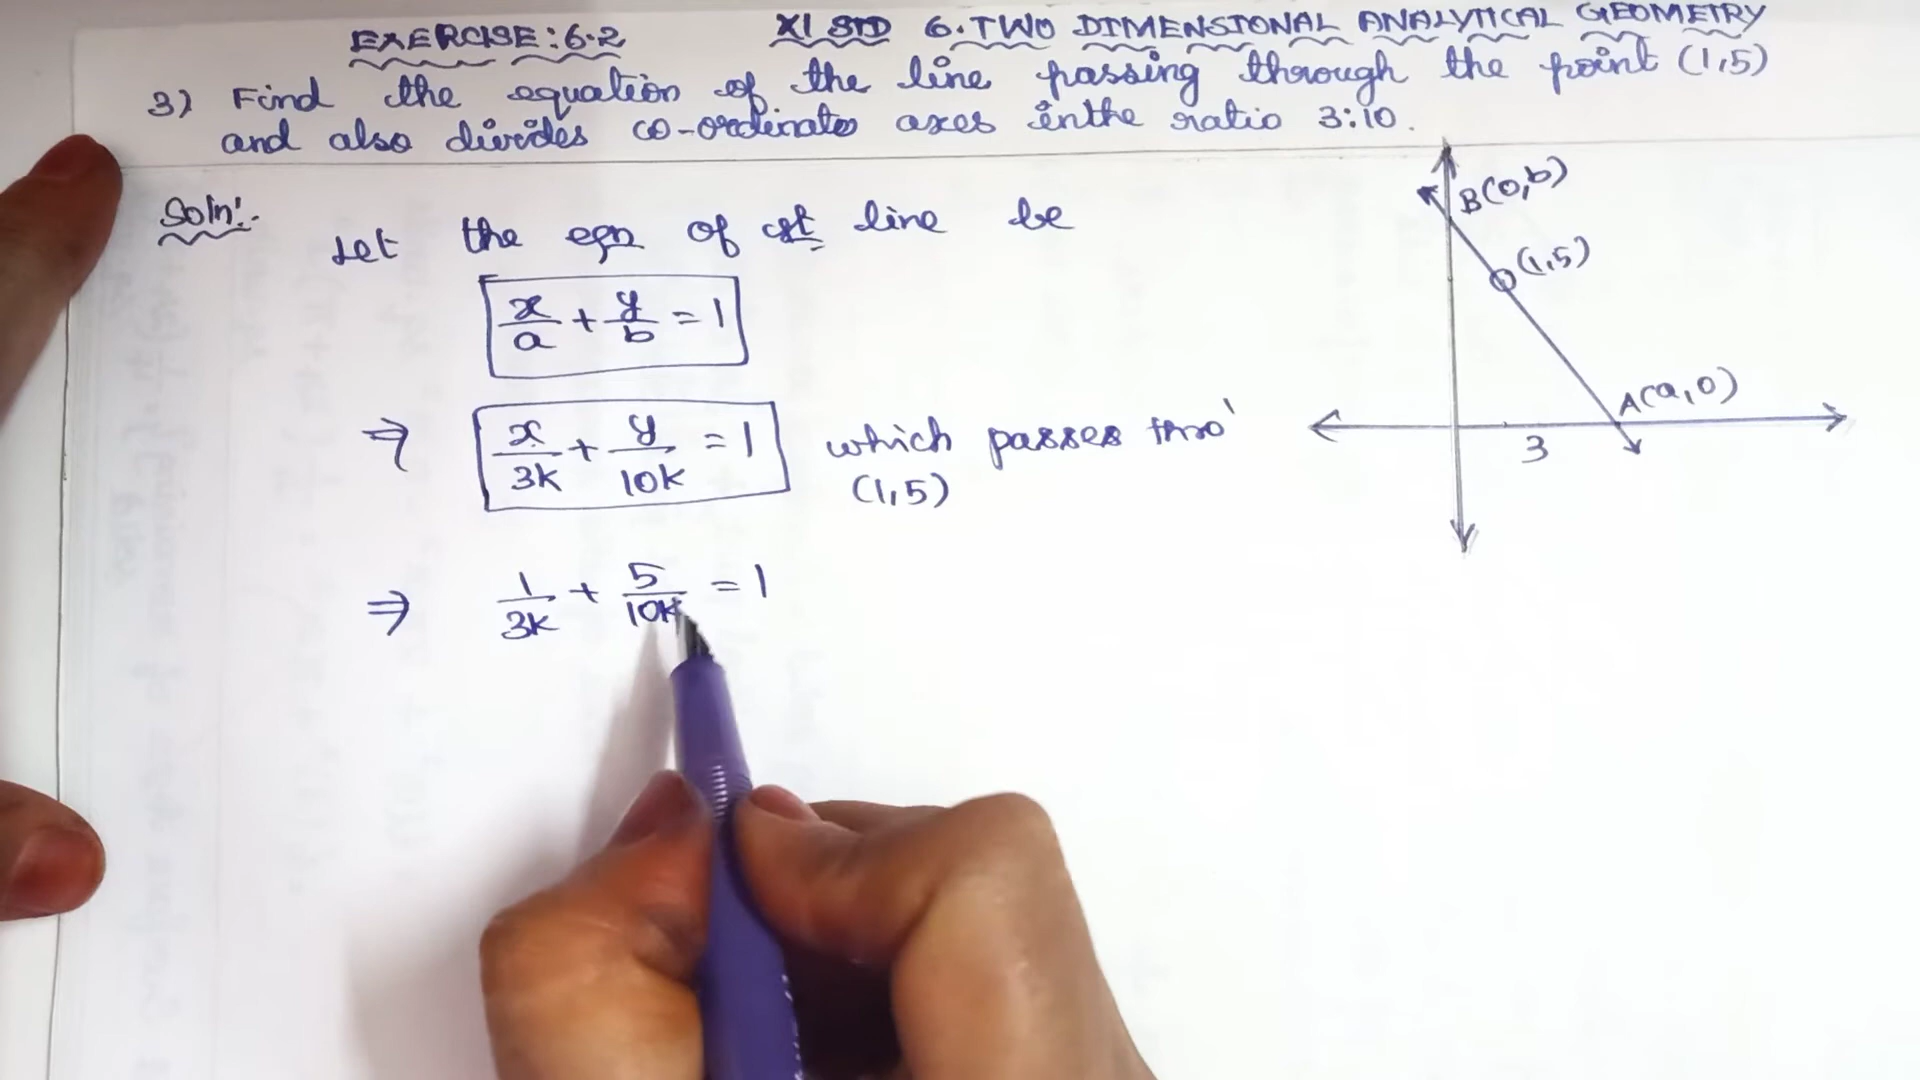 EXERCISE: 6.2 XI STD 6. TWO DIMENSIONAL ANALYTICAL GEOMETRY
3) Find the equation of the line passing through the point (1,5)
and also divides co-ordinate axes inthe ratio 3:10.
Soln:-
Let the eqn of st line be
x/a + y/b = 1
⇒ x/3k + y/10k = 1 which passes thro'
(1,5)
⇒ 1/3k + 5/10k = 1
B(0,b)
(1,5)
A(a,0)
3